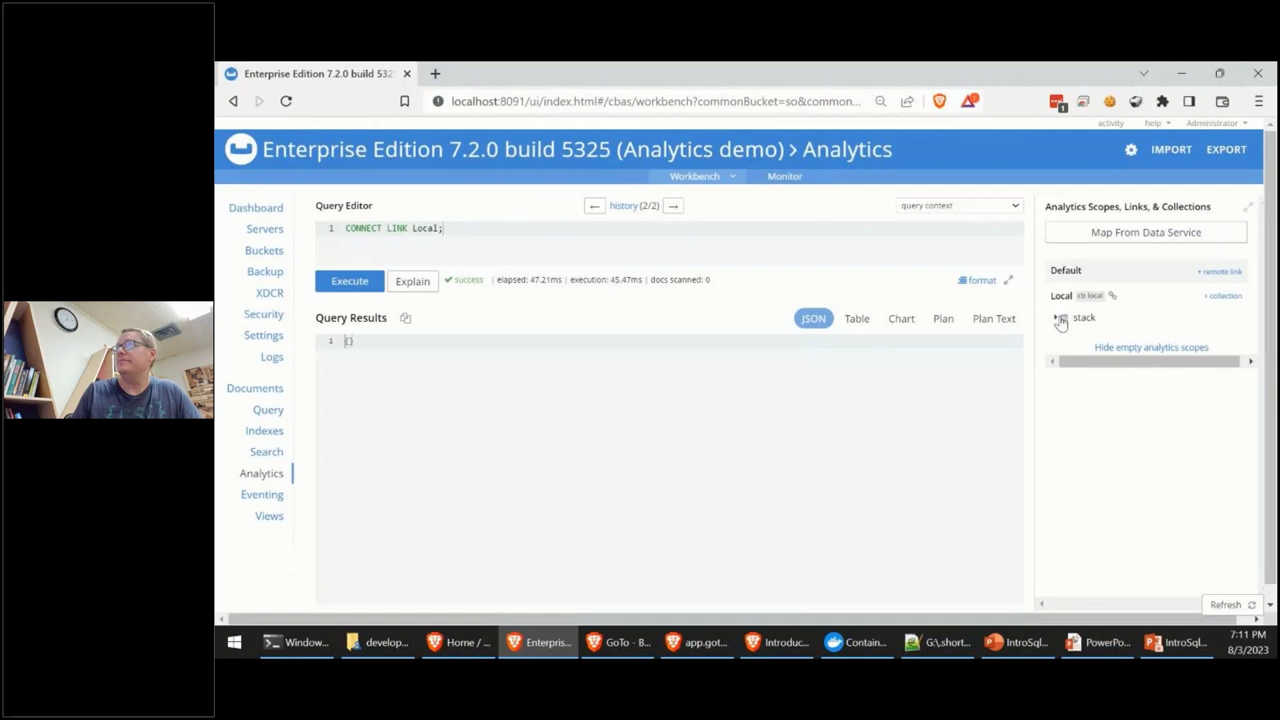 Enterprise Edition 7.2.0 build 532
localhost:8091/ui/index.html#/cbas/workbench?commonBucket=so&common...
1
activity
help
Administrator
Enterprise Edition 7.2.0 build 5325 (Analytics demo) > Analytics
IMPORT
EXPORT
Workbench
Monitor
Dashboard
Servers
Buckets
Backup
XDCR
Security
Settings
Logs
Documents
Query
Indexes
Search
Analytics
Eventing
Views
Query Editor
← history (2/2) →
query context
1 CONNECT LINK Local;
Execute
Explain
success | elapsed: 47.21ms | execution: 45.47ms | docs scanned: 0
format
Query Results
JSON
Table
Chart
Plan
Plan Text
1 {}
Analytics Scopes, Links, & Collections
Map From Data Service
Default
+ remote link
Local cb-local
+ collection
stack
Hide empty analytics scopes
Refresh
Window...
develop...
Home / ...
Enterpris...
GoTo - B...
app.got...
Introduc...
Contain...
G:\.short...
IntroSql...
PowerPo...
IntroSql...
7:11 PM
8/3/2023